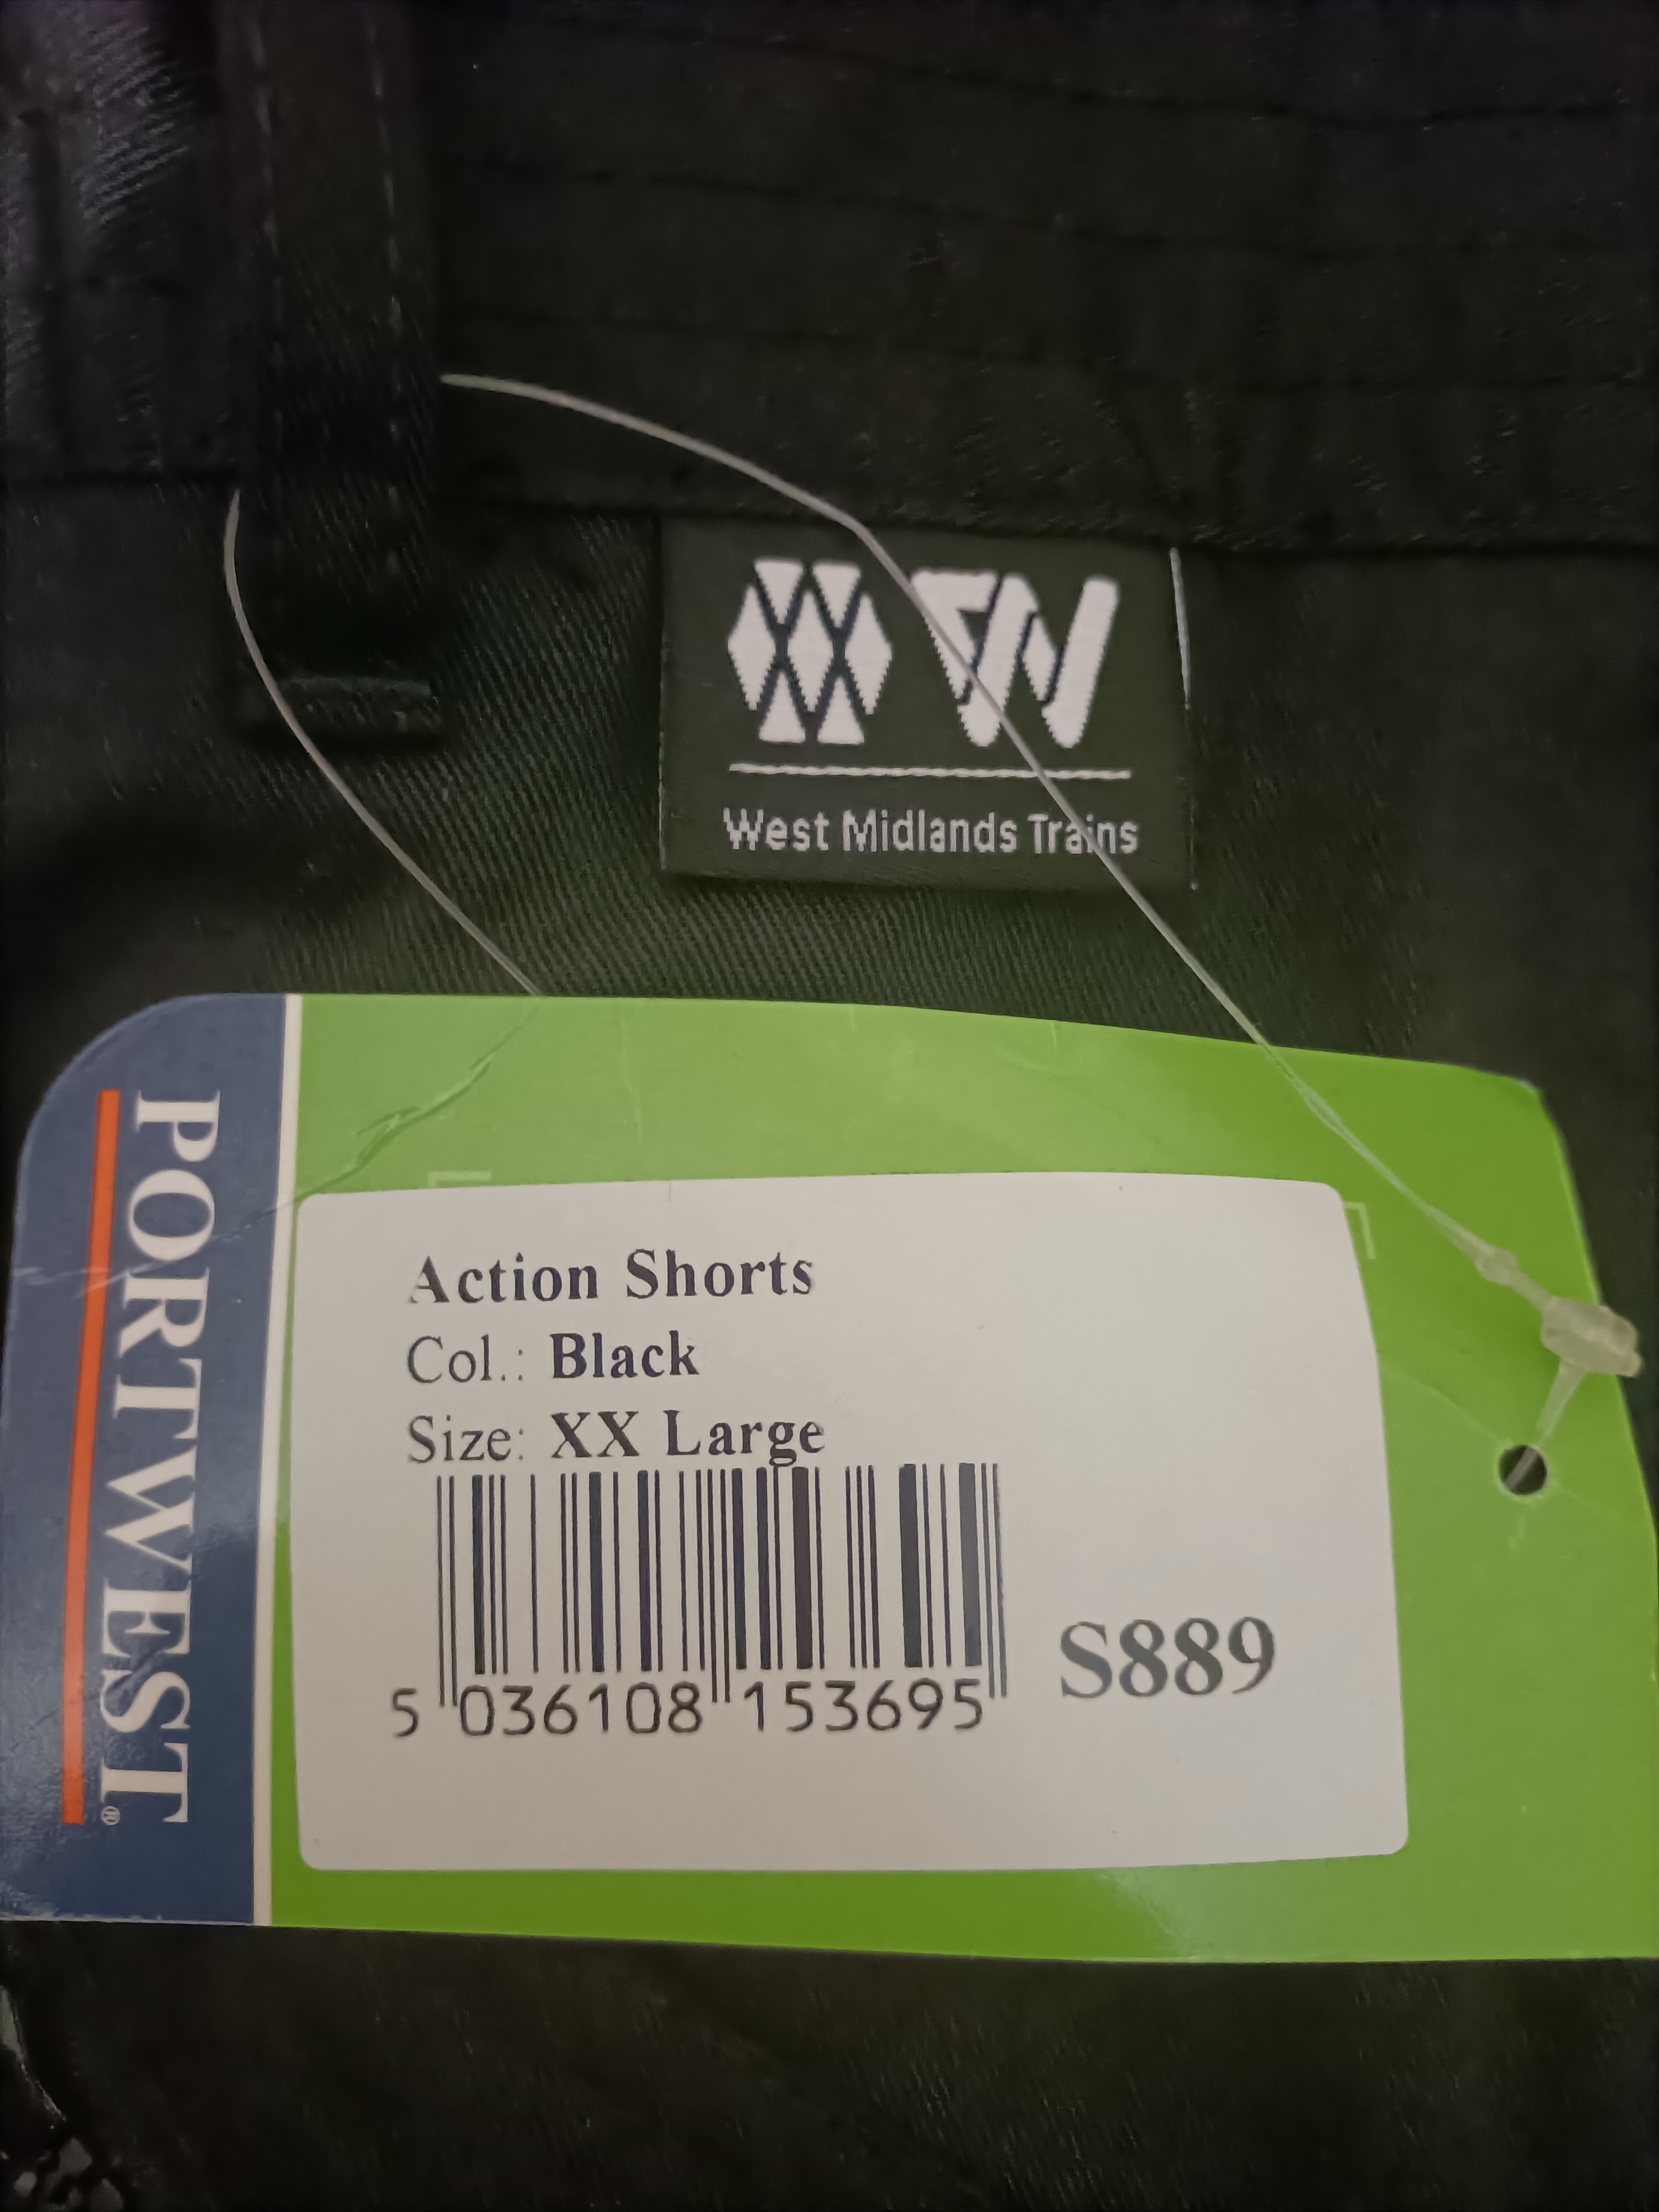 West Midlands Trains
PORTWEST®
Action Shorts
Col.: Black
Size: XX Large
5 036108 153695
S889